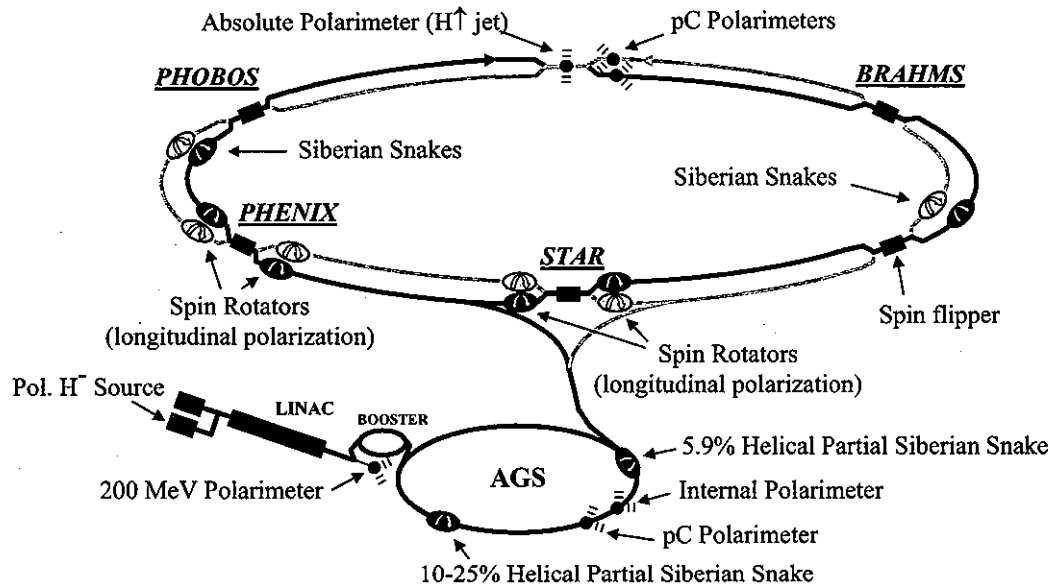 Absolute Polarimeter (H↑ jet)
pC Polarimeters
PHOBOS
BRAHMS
Siberian Snakes
Siberian Snakes
PHENIX
STAR
Spin Rotators
(longitudinal polarization)
Spin flipper
Spin Rotators
(longitudinal polarization)
Pol. H⁻ Source
LINAC
BOOSTER
5.9% Helical Partial Siberian Snake
AGS
200 MeV Polarimeter
Internal Polarimeter
pC Polarimeter
10-25% Helical Partial Siberian Snake